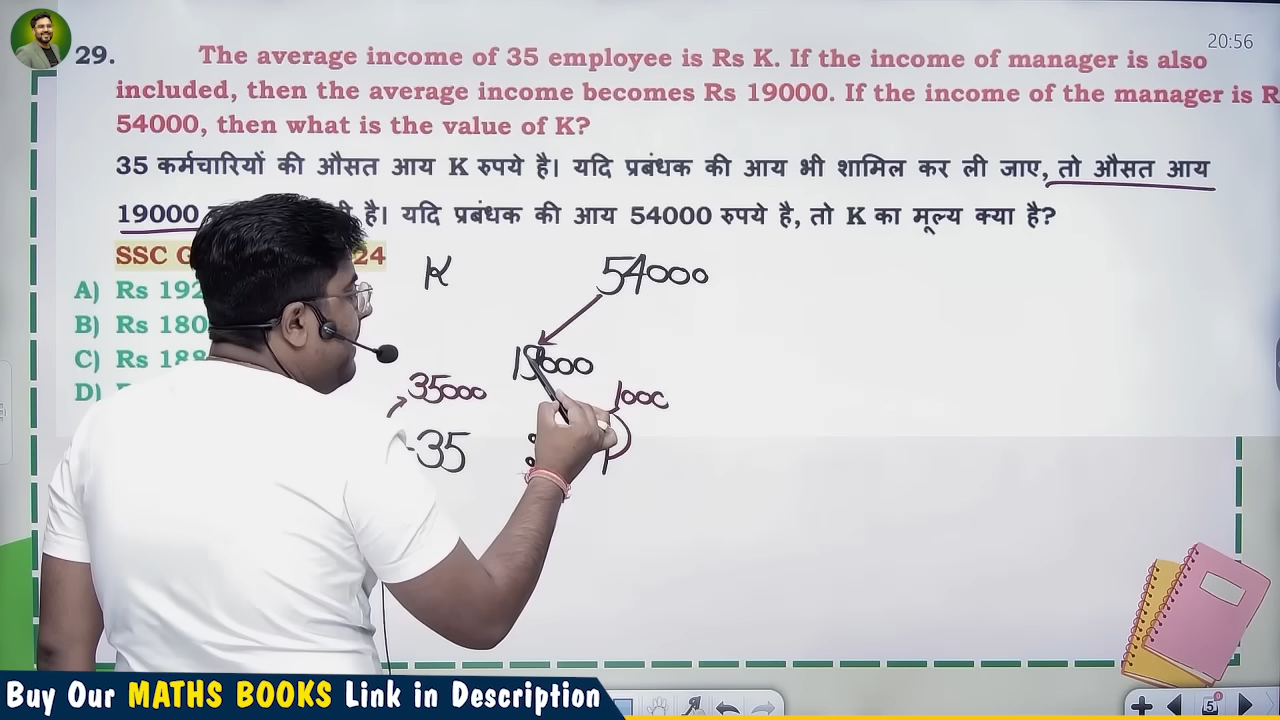 20:56
29. The average income of 35 employee is Rs K. If the income of manager is also
included, then the average income becomes Rs 19000. If the income of the manager is R
54000, then what is the value of K?
35 कर्मचारियों की औसत आय K रुपये है। यदि प्रबंधक की आय भी शामिल कर ली जाए, तो औसत आय
19000 है। यदि प्रबंधक की आय 54000 रुपये है, तो K का मूल्य क्या है?
SSC 24
K 54000
A) Rs 192
B) Rs 180
19000
C) Rs 188
35000 1000
D)
35 :
Buy Our MATHS BOOKS Link in Description
5